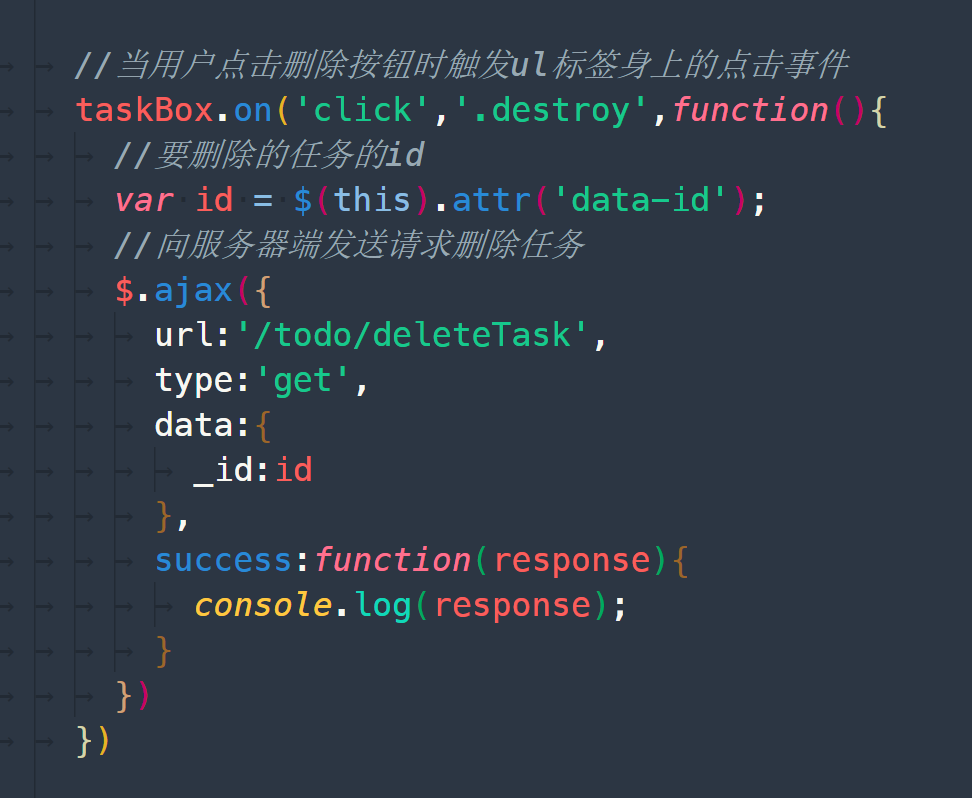 //当用户点击删除按钮时触发ul标签身上的点击事件
taskBox.on('click','.destroy',function(){
//要删除的任务的id
var id = $(this).attr('data-id');
//向服务器端发送请求删除任务
$.ajax({
url:'/todo/deleteTask',
type:'get',
data:{
_id:id
},
success:function(response){
console.log(response);
}
})
})